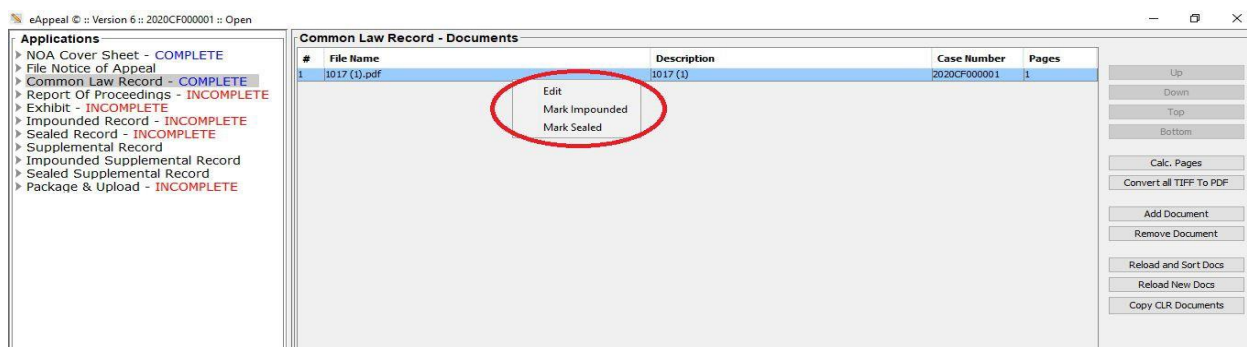 eAppeal © :: Version 6 :: 2020CF000001 :: Open
Applications
NOA Cover Sheet - COMPLETE
File Notice of Appeal
Common Law Record - COMPLETE
Report Of Proceedings - INCOMPLETE
Exhibit - INCOMPLETE
Impounded Record - INCOMPLETE
Sealed Record - INCOMPLETE
Supplemental Record
Impounded Supplemental Record
Sealed Supplemental Record
Package & Upload - INCOMPLETE
Common Law Record - Documents
# File Name Description Case Number Pages
1 1017 (1).pdf 1017 (1) 2020CF000001 1
Edit
Mark Impounded
Mark Sealed
Up
Down
Top
Bottom
Calc. Pages
Convert all TIFF To PDF
Add Document
Remove Document
Reload and Sort Docs
Reload New Docs
Copy CLR Documents